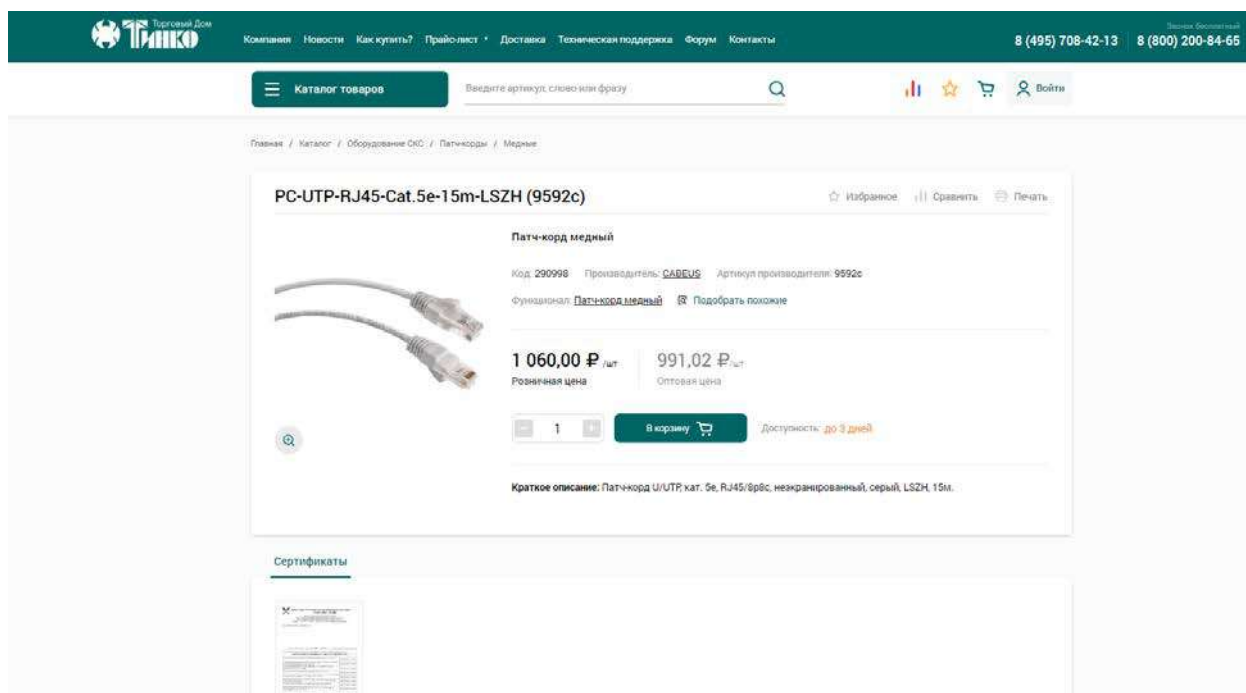 Торговый Дом
ТИНКО
Компания Новости Как купить? Прайс-лист Доставка Техническая поддержка Форум Контакты
Звонок бесплатный
8 (495) 708-42-13 8 (800) 200-84-65
Каталог товаров
Введите артикул, слово или фразу
Войти
Главная / Каталог / Оборудование СКС / Патч-корды / Медные
PC-UTP-RJ45-Cat.5e-15m-LSZH (9592c)
Избранное Сравнить Печать
Патч-корд медный
Код: 290998 Производитель: CABEUS Артикул производителя: 9592c
Функционал: Патч-корд медный Подобрать похожие
1 060,00 ₽ /шт 991,02 ₽/шт
Розничная цена Оптовая цена
1 В корзину Доступность: до 3 дней
Краткое описание: Патч-корд U/UTP, кат. 5е, RJ45/8p8c, неэкранированный, серый, LSZH, 15м.
Сертификаты